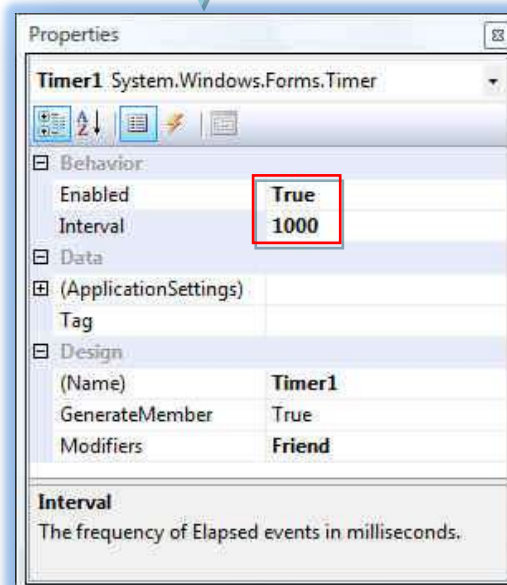 Properties
Timer1 System.Windows.Forms.Timer
Behavior
Enabled True
Interval 1000
Data
(ApplicationSettings)
Tag
Design
(Name) Timer1
GenerateMember True
Modifiers Friend
Interval
The frequency of Elapsed events in milliseconds.